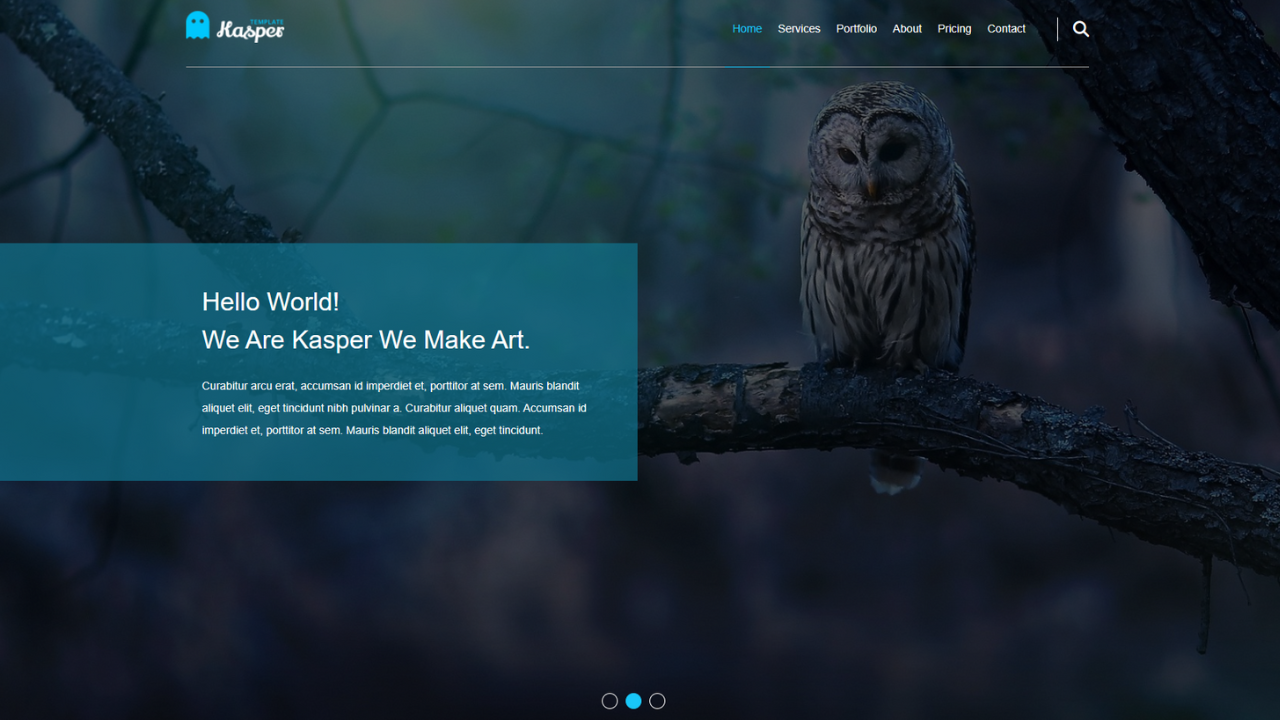 TEMPLATE
Kasper
Home Services Portfolio About Pricing Contact
Hello World!
We Are Kasper We Make Art.
Curabitur arcu erat, accumsan id imperdiet et, porttitor at sem. Mauris blandit
aliquet elit, eget tincidunt nibh pulvinar a. Curabitur aliquet quam. Accumsan id
imperdiet et, porttitor at sem. Mauris blandit aliquet elit, eget tincidunt.